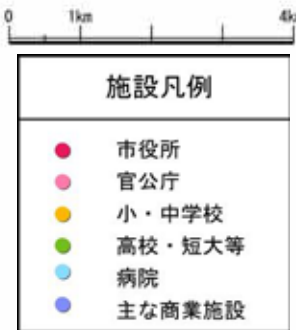 0 1km 4k
施設凡例
市役所
官公庁
小・中学校
高校・短大等
病院
主な商業施設